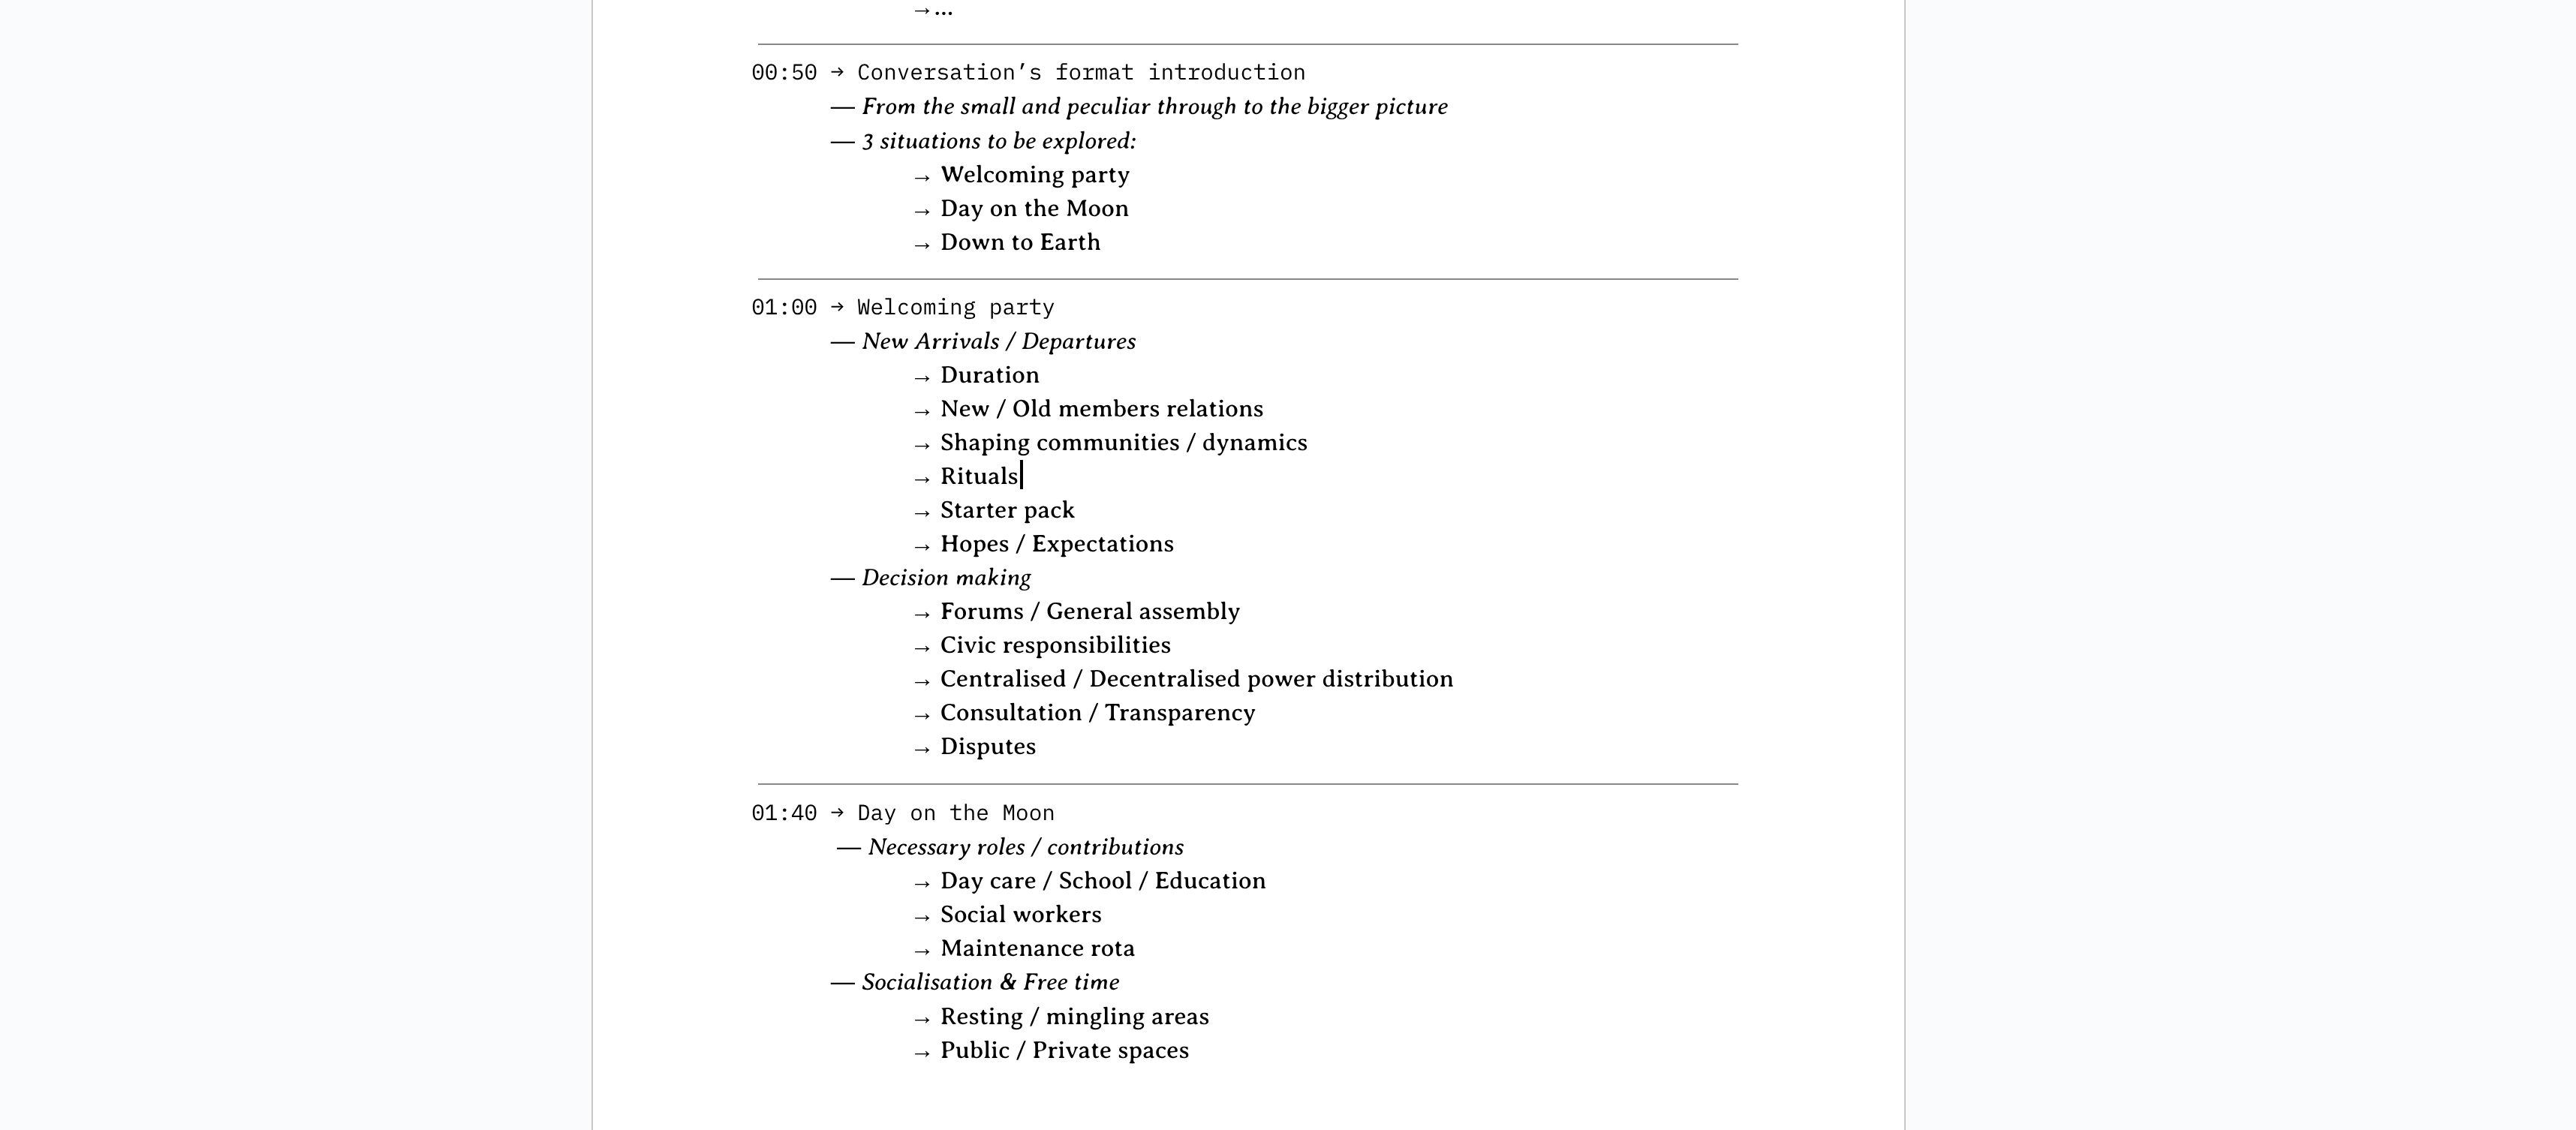 → ...
00:50 → Conversation’s format introduction
— From the small and peculiar through to the bigger picture
— 3 situations to be explored:
→ Welcoming party
→ Day on the Moon
→ Down to Earth
01:00 → Welcoming party
— New Arrivals / Departures
→ Duration
→ New / Old members relations
→ Shaping communities / dynamics
→ Rituals
→ Starter pack
→ Hopes / Expectations
— Decision making
→ Forums / General assembly
→ Civic responsibilities
→ Centralised / Decentralised power distribution
→ Consultation / Transparency
→ Disputes
01:40 → Day on the Moon
— Necessary roles / contributions
→ Day care / School / Education
→ Social workers
→ Maintenance rota
— Socialisation & Free time
→ Resting / mingling areas
→ Public / Private spaces